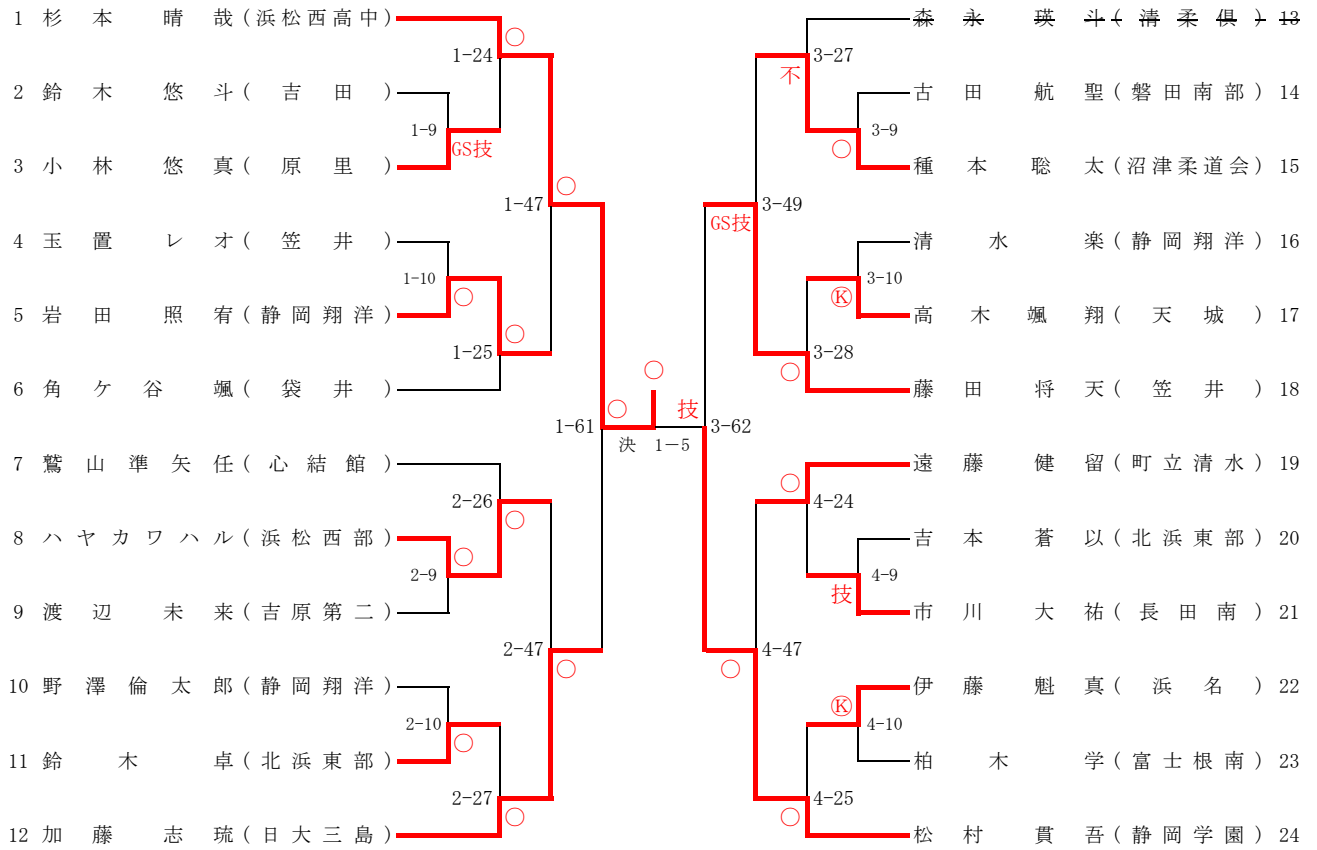 1 杉本 晴哉(浜松西高中)
2 鈴木 悠斗(吉田)
3 小林 悠真(原里)
4 玉置 レオ(笠井)
5 岩田 照宥(静岡翔洋)
6 角ケ谷 颯(袋井)
7 鷲山準矢任(心結館)
8 ハヤカワハル(浜松西部)
9 渡辺 未来(吉原第二)
10 野澤倫太郎(静岡翔洋)
11 鈴木 卓(北浜東部)
12 加藤 志琉(日大三島)
○
1-24
1-9
GS技
○
1-47
1-10
○
○
1-25
○
1-61
2-26
○
○
2-9
2-47
○
2-10
○
2-27
○
○
決 1-5
技
3-27
不
3-9
○
3-49
GS技
3-10
Ⓚ
3-28
○
3-62
○
4-24
4-9
技
4-47
○
Ⓚ
4-10
4-25
○
森永 瑛斗(清柔倶) 13
古田 航聖(磐田南部) 14
種本 聡太(沼津柔道会) 15
清水 楽(静岡翔洋) 16
高木 颯翔(天城) 17
藤田 将天(笠井) 18
遠藤 健留(町立清水) 19
吉本 蒼以(北浜東部) 20
市川 大祐(長田南) 21
伊藤 魁真(浜名) 22
柏木 学(富士根南) 23
松村 貫吾(静岡学園) 24